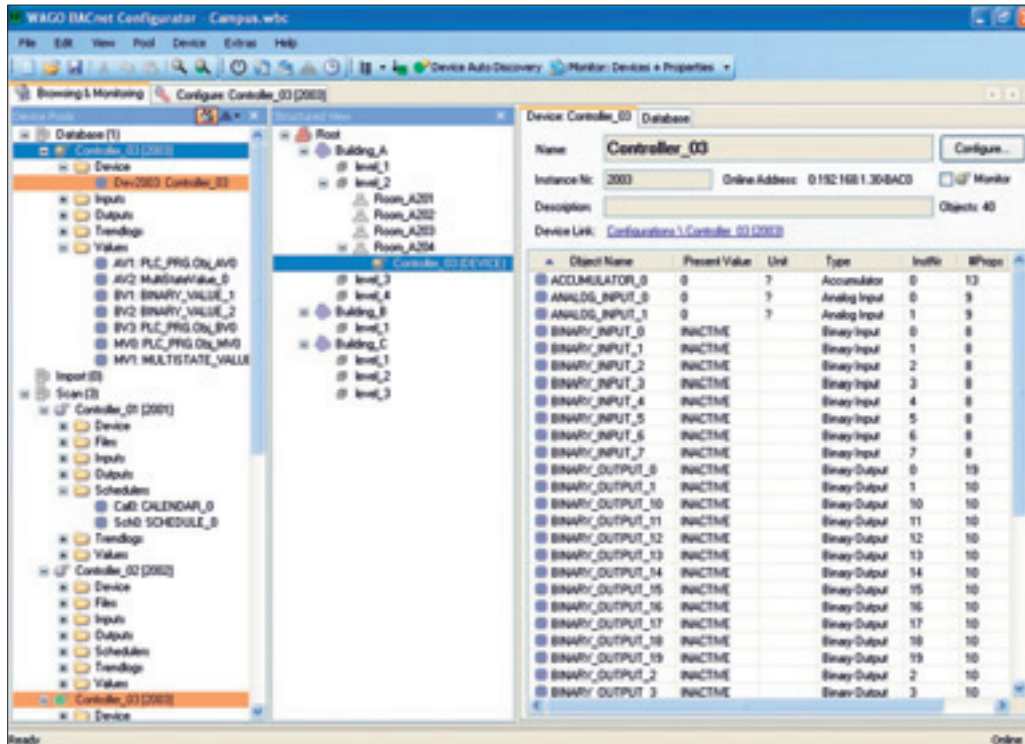 WAGO BACnet Configurator - Campus.wbc
File Edit View Pool Device Extras Help
Device Auto Discovery Monitor: Devices + Properties
Browsing & Monitoring Configure: Controller_03 [2003]
Device Pools
Database (1)
Controller_03 [2003]
Device
Dev2003: Controller_03
Inputs
Outputs
Trendlogs
Values
AV1: PLC_PRG.Obj_AV0
AV2: MultiStateValue_0
BV1: BINARY_VALUE_1
BV2: BINARY_VALUE_2
BV3: PLC_PRG.Obj_BV0
MV0: PLC_PRG.Obj_MV0
MV1: MULTISTATE_VALU
Import (0)
Scan (3)
Controller_01 [2001]
Device
Files
Inputs
Outputs
Schedulers
Cal0: CALENDAR_0
Sch0: SCHEDULE_0
Trendlogs
Values
Controller_02 [2002]
Device
Files
Inputs
Outputs
Schedulers
Trendlogs
Values
Controller_03 [2003]
Device
Structured View
Root
Building_A
level_1
level_2
Room_A201
Room_A202
Room_A203
Room_A204
Controller_03 (DEVICE)
level_3
level_4
Building_B
level_1
Building_C
level_1
level_2
level_3
Device: Controller_03 Database
Name: Controller_03 Configure...
Instance Nr: 2003 Online Address: 0:192.168.1.30:BAC0 Monitor
Description: Objects: 40
Device Link: Configurations \ Controller_03 [2003]
Object Name Present Value Unit Type InstNr #Props
ACCUMULATOR_0 0 ? Accumulator 0 13
ANALOG_INPUT_0 0 ? Analog Input 0 9
ANALOG_INPUT_1 0 ? Analog Input 1 9
BINARY_INPUT_0 INACTIVE Binary Input 0 8
BINARY_INPUT_1 INACTIVE Binary Input 1 8
BINARY_INPUT_2 INACTIVE Binary Input 2 8
BINARY_INPUT_3 INACTIVE Binary Input 3 8
BINARY_INPUT_4 INACTIVE Binary Input 4 8
BINARY_INPUT_5 INACTIVE Binary Input 5 8
BINARY_INPUT_6 INACTIVE Binary Input 6 8
BINARY_INPUT_7 INACTIVE Binary Input 7 8
BINARY_OUTPUT_0 INACTIVE Binary Output 0 19
BINARY_OUTPUT_1 INACTIVE Binary Output 1 10
BINARY_OUTPUT_10 INACTIVE Binary Output 10 10
BINARY_OUTPUT_11 INACTIVE Binary Output 11 10
BINARY_OUTPUT_12 INACTIVE Binary Output 12 10
BINARY_OUTPUT_13 INACTIVE Binary Output 13 10
BINARY_OUTPUT_14 INACTIVE Binary Output 14 10
BINARY_OUTPUT_15 INACTIVE Binary Output 15 10
BINARY_OUTPUT_16 INACTIVE Binary Output 16 10
BINARY_OUTPUT_17 INACTIVE Binary Output 17 10
BINARY_OUTPUT_18 INACTIVE Binary Output 18 10
BINARY_OUTPUT_19 INACTIVE Binary Output 19 10
BINARY_OUTPUT_2 INACTIVE Binary Output 2 10
BINARY_OUTPUT_3 INACTIVE Binary Output 3 10
Ready Online